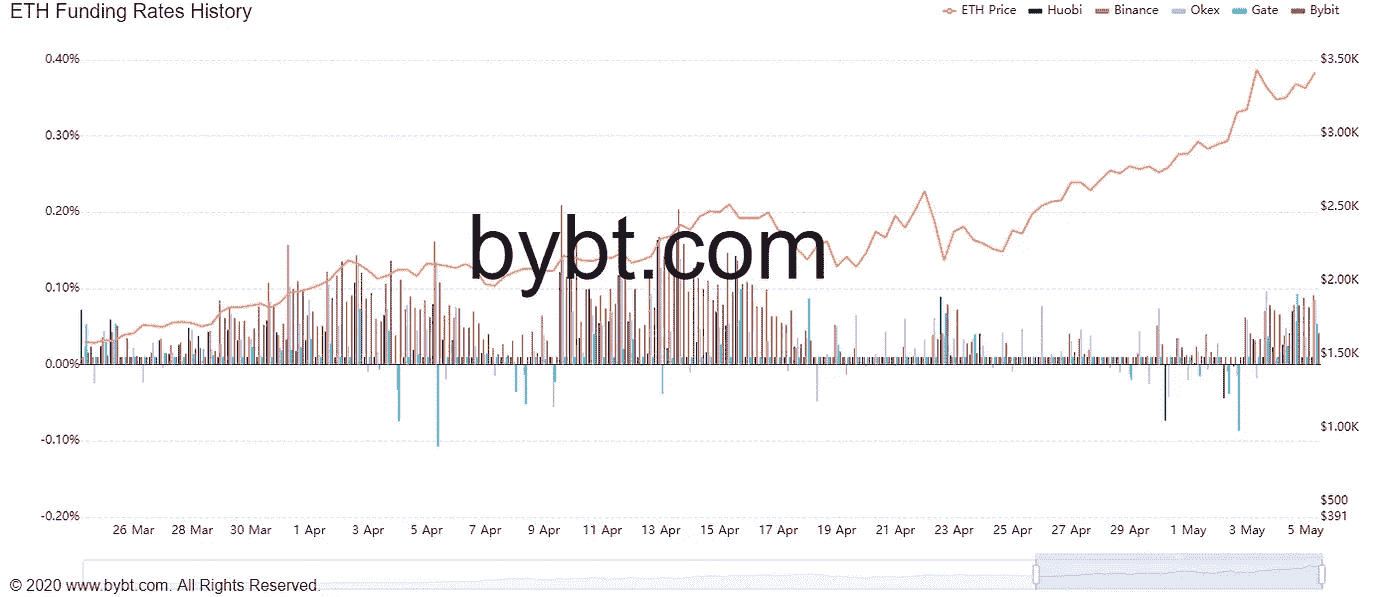 ETH Funding Rates History
ETH Price Huobi Binance Okex Gate Bybit
0.40% $3.50K
0.30% $3.00K
0.20% $2.50K
bybt.com
0.10% $2.00K
0.00% $1.50K
-0.10% $1.00K
$500
-0.20% $391
26 Mar 28 Mar 30 Mar 1 Apr 3 Apr 5 Apr 7 Apr 9 Apr 11 Apr 13 Apr 15 Apr 17 Apr 19 Apr 21 Apr 23 Apr 25 Apr 27 Apr 29 Apr 1 May 3 May 5 May
© 2020 www.bybt.com. All Rights Reserved.